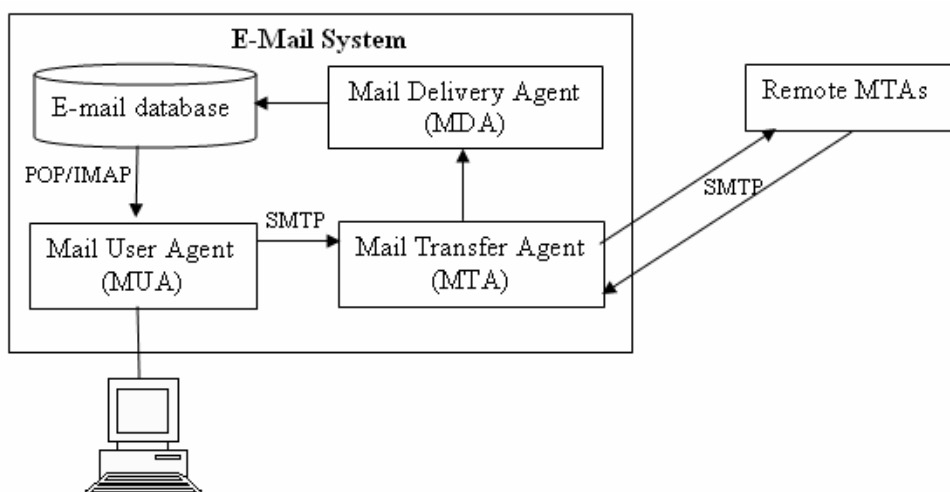 E-Mail System
E-mail database
Mail Delivery Agent
(MDA)
Remote MTAs
POP/IMAP
SMTP
SMTP
Mail User Agent
(MUA)
Mail Transfer Agent
(MTA)